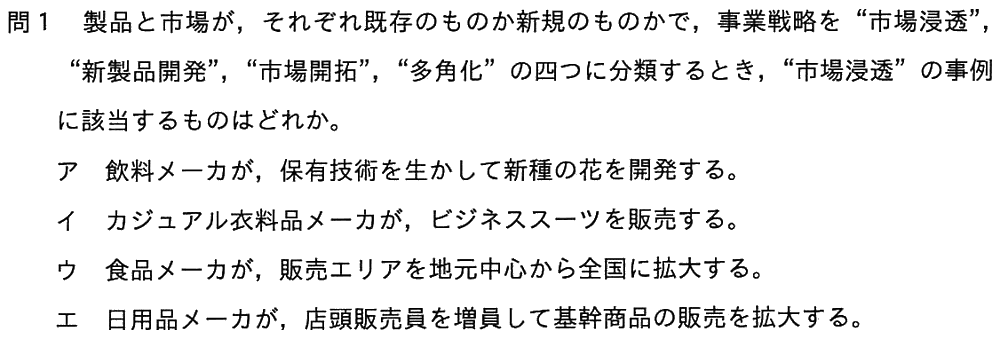 問1 製品と市場が，それぞれ既存のものか新規のものかで，事業戦略を“市場浸透”，
“新製品開発”，“市場開拓”，“多角化”の四つに分類するとき，“市場浸透”の事例
に該当するものはどれか。
ア 飲料メーカが，保有技術を生かして新種の花を開発する。
イ カジュアル衣料品メーカが，ビジネススーツを販売する。
ウ 食品メーカが，販売エリアを地元中心から全国に拡大する。
エ 日用品メーカが，店頭販売員を増員して基幹商品の販売を拡大する。